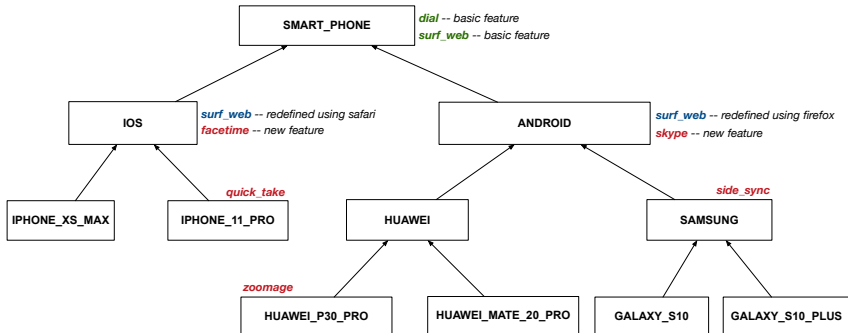 SMART_PHONE
dial -- basic feature
surf_web -- basic feature
IOS
surf_web -- redefined using safari
facetime -- new feature
ANDROID
surf_web -- redefined using firefox
skype -- new feature
quick_take
side_sync
IPHONE_XS_MAX
IPHONE_11_PRO
HUAWEI
SAMSUNG
zoomage
HUAWEI_P30_PRO
HUAWEI_MATE_20_PRO
GALAXY_S10
GALAXY_S10_PLUS